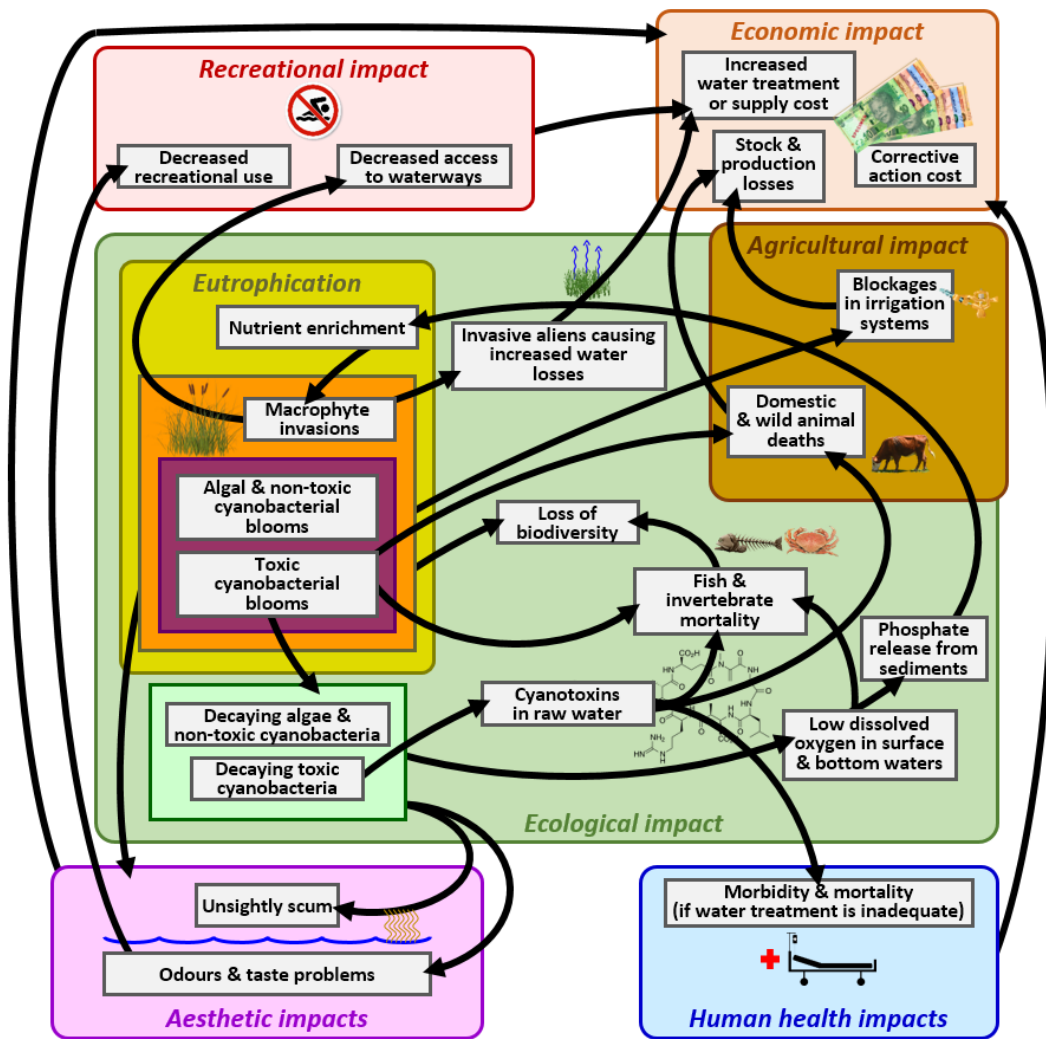 Economic impact
Increased
water treatment
or supply cost
Stock &
production
losses
Corrective
action cost
Recreational impact
Decreased
recreational use
Decreased access
to waterways
Agricultural impact
Blockages
in irrigation
systems
Domestic
& wild animal
deaths
Eutrophication
Nutrient enrichment
Invasive aliens causing
increased water
losses
Macrophyte
invasions
Algal & non-toxic
cyanobacterial
blooms
Toxic
cyanobacterial
blooms
Loss of
biodiversity
Fish &
invertebrate
mortality
Phosphate
release from
sediments
Cyanotoxins
in raw water
Low dissolved
oxygen in surface
& bottom waters
Decaying algae &
non-toxic cyanobacteria
Decaying toxic
cyanobacteria
Ecological impact
Unsightly scum
Odours & taste problems
Aesthetic impacts
Morbidity & mortality
(if water treatment is inadequate)
Human health impacts